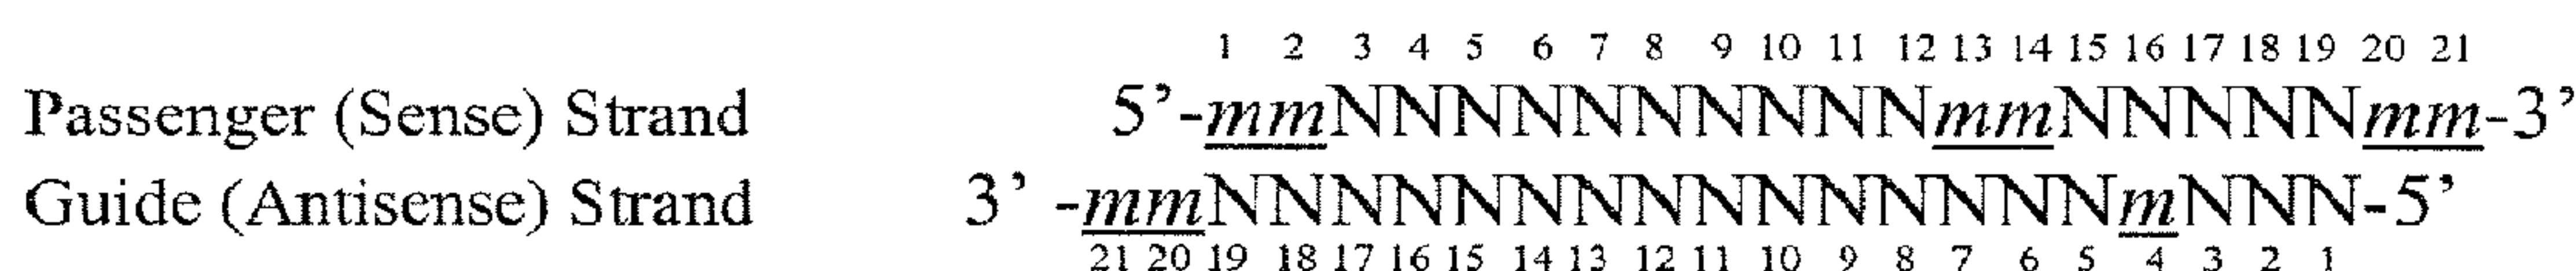 1 2 3 4 5 6 7 8 9 10 11 12 13 14 15 16 17 18 19 20 21
Passenger (Sense) Strand 5’-mmNNNNNNNNNNmmNNNNNmm-3’
Guide (Antisense) Strand 3’ -mmNNNNNNNNNNNNNNNmNNN-5’
21 20 19 18 17 16 15 14 13 12 11 10 9 8 7 6 5 4 3 2 1